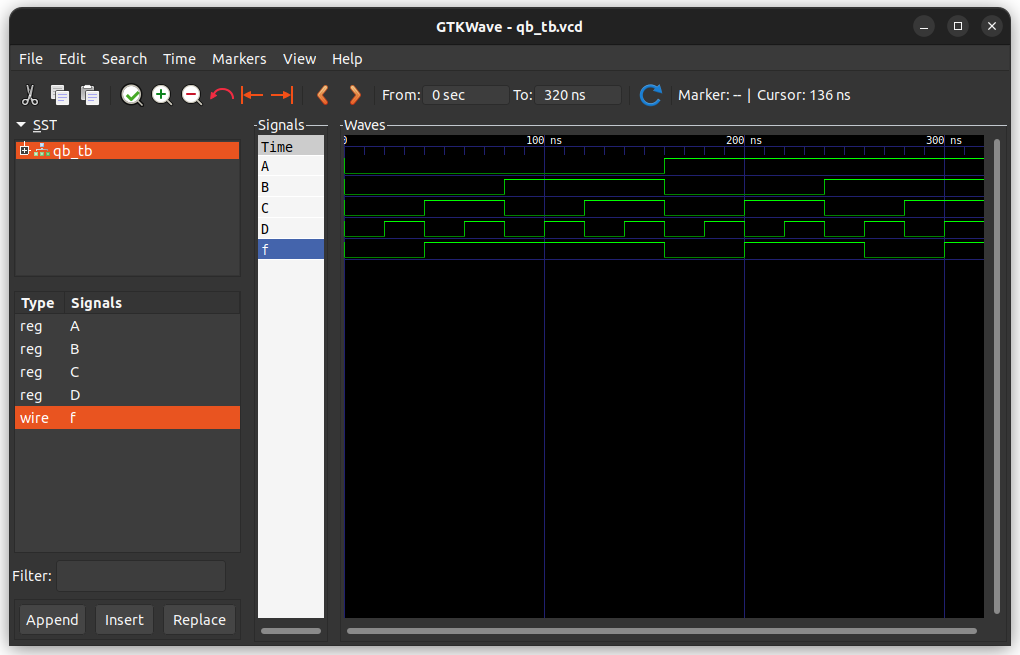 GTKWave - qb_tb.vcd
File Edit Search Time Markers View Help
From: 0 sec To: 320 ns Marker: -- | Cursor: 136 ns
SST
qb_tb
Type Signals
reg A
reg B
reg C
reg D
wire f
Filter:
Append Insert Replace
Signals
Time
A
B
C
D
f
Waves
0 100 ns 200 ns 300 ns